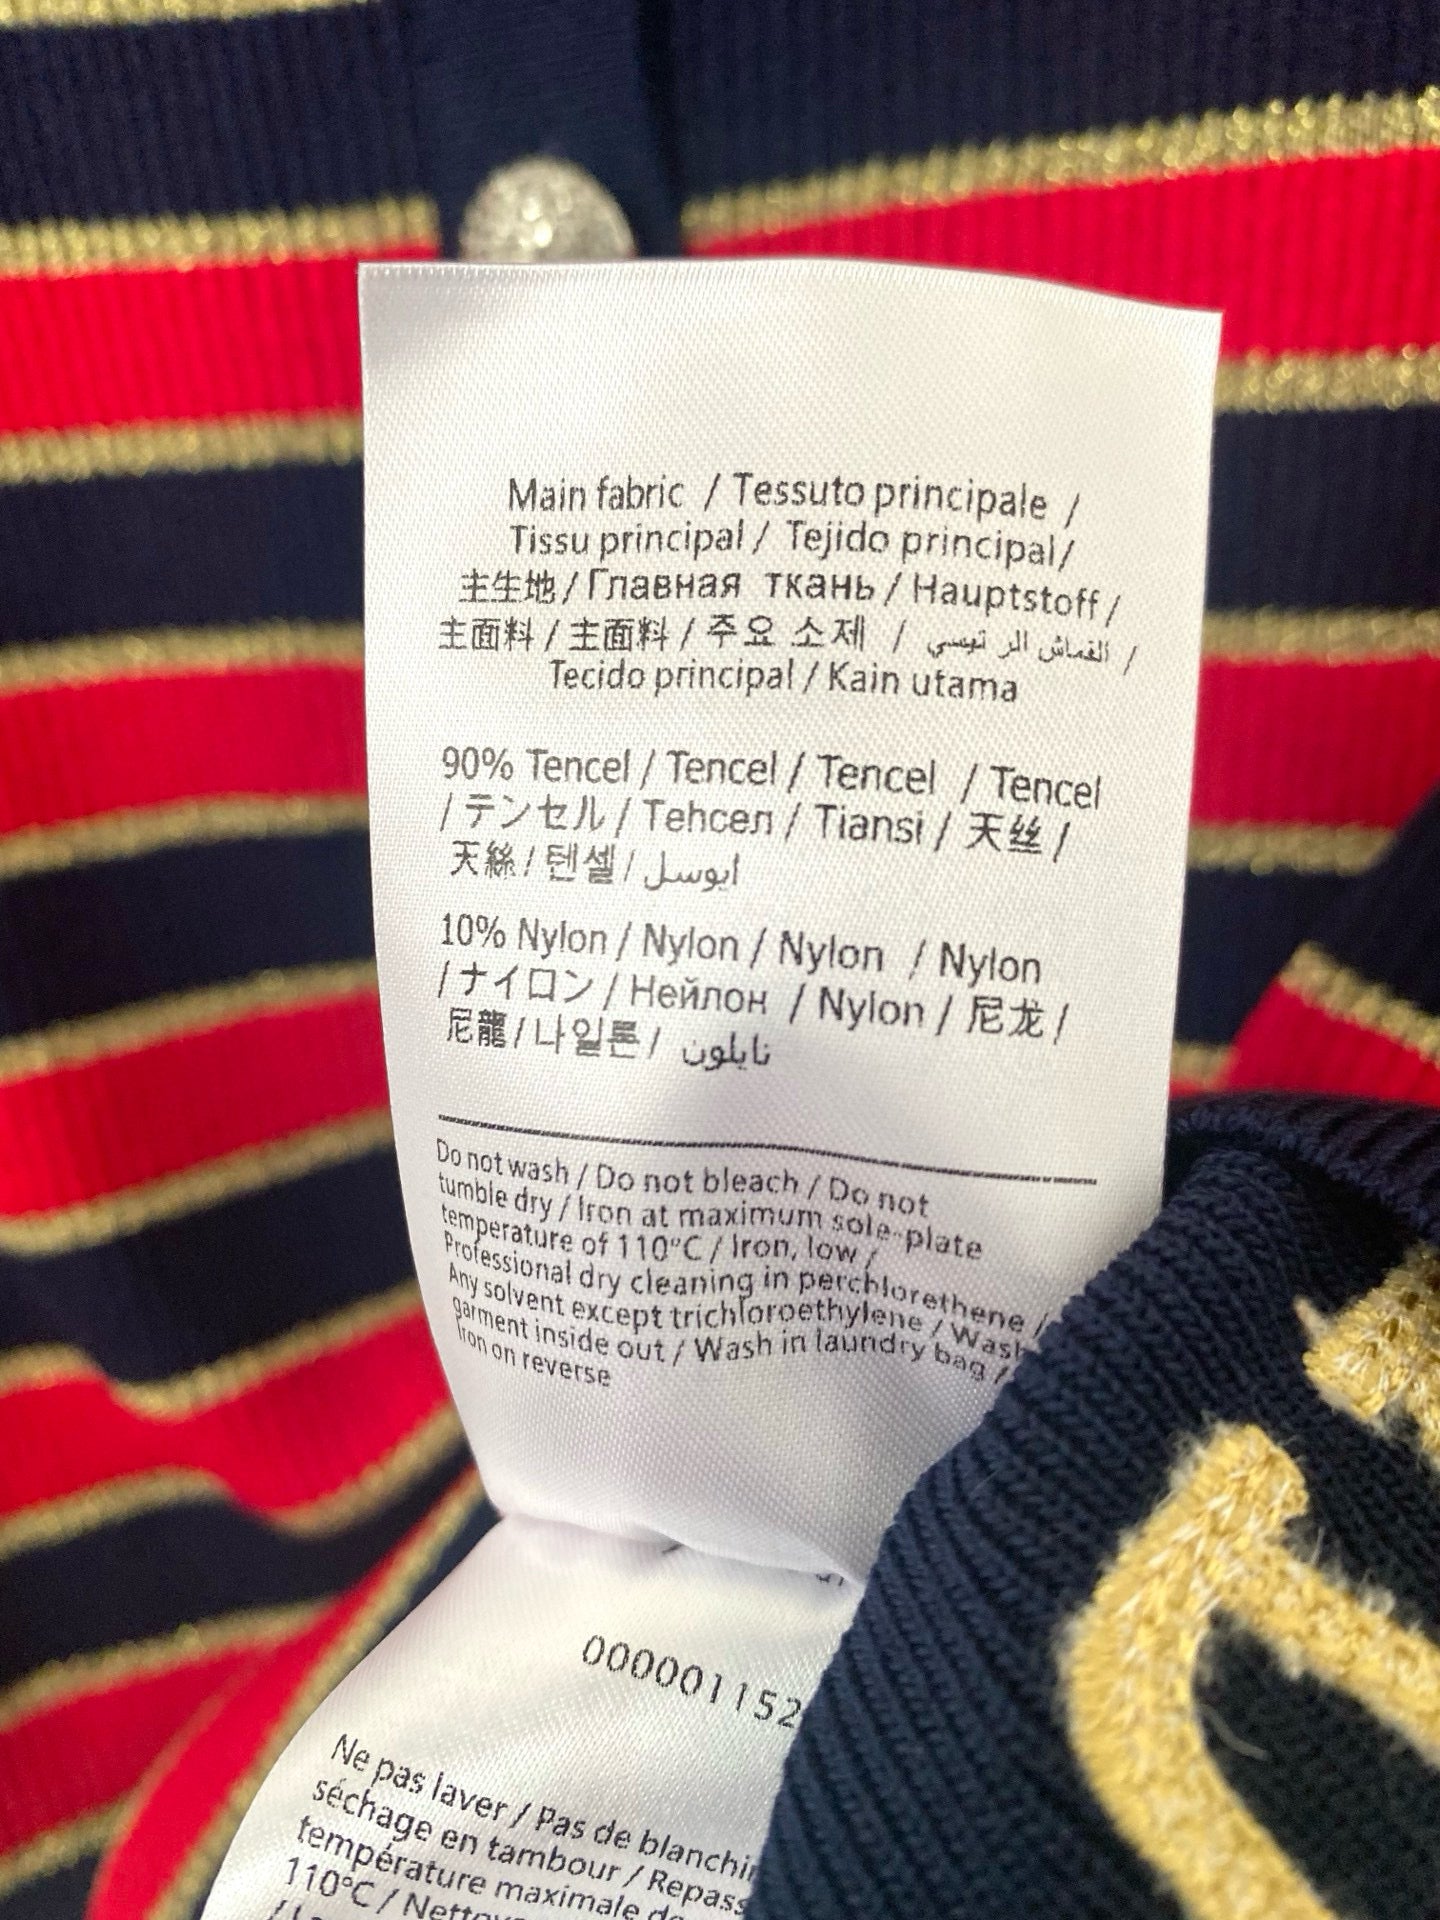 Main fabric / Tessuto principale /
Tissu principal / Tejido principal/
主生地 / Главная ткань / Hauptstoff /
主面料 / 主面料 / 주요 소제 / القماش الر تيسي /
Tecido principal / Kain utama
90% Tencel / Tencel / Tencel / Tencel
/ テンセル / Тенсел / Tiansi / 天丝 /
天絲 / 텐셀 / ايوسل
10% Nylon / Nylon / Nylon / Nylon
/ ナイロン / Нейлон / Nylon / 尼龙 /
尼龍 / 나일론 / نايلون
Do not wash / Do not bleach / Do not
tumble dry / Iron at maximum sole-plate
temperature of 110°C / Iron, low /
Professional dry cleaning in perchlorethene /
Any solvent except trichloroethylene / Wash
garment inside out / Wash in laundry bag /
Iron on reverse
000001152
Ne pas laver / Pas de blanchi
séchage en tambour / Repass
température maximale de
110°C / Nettoy